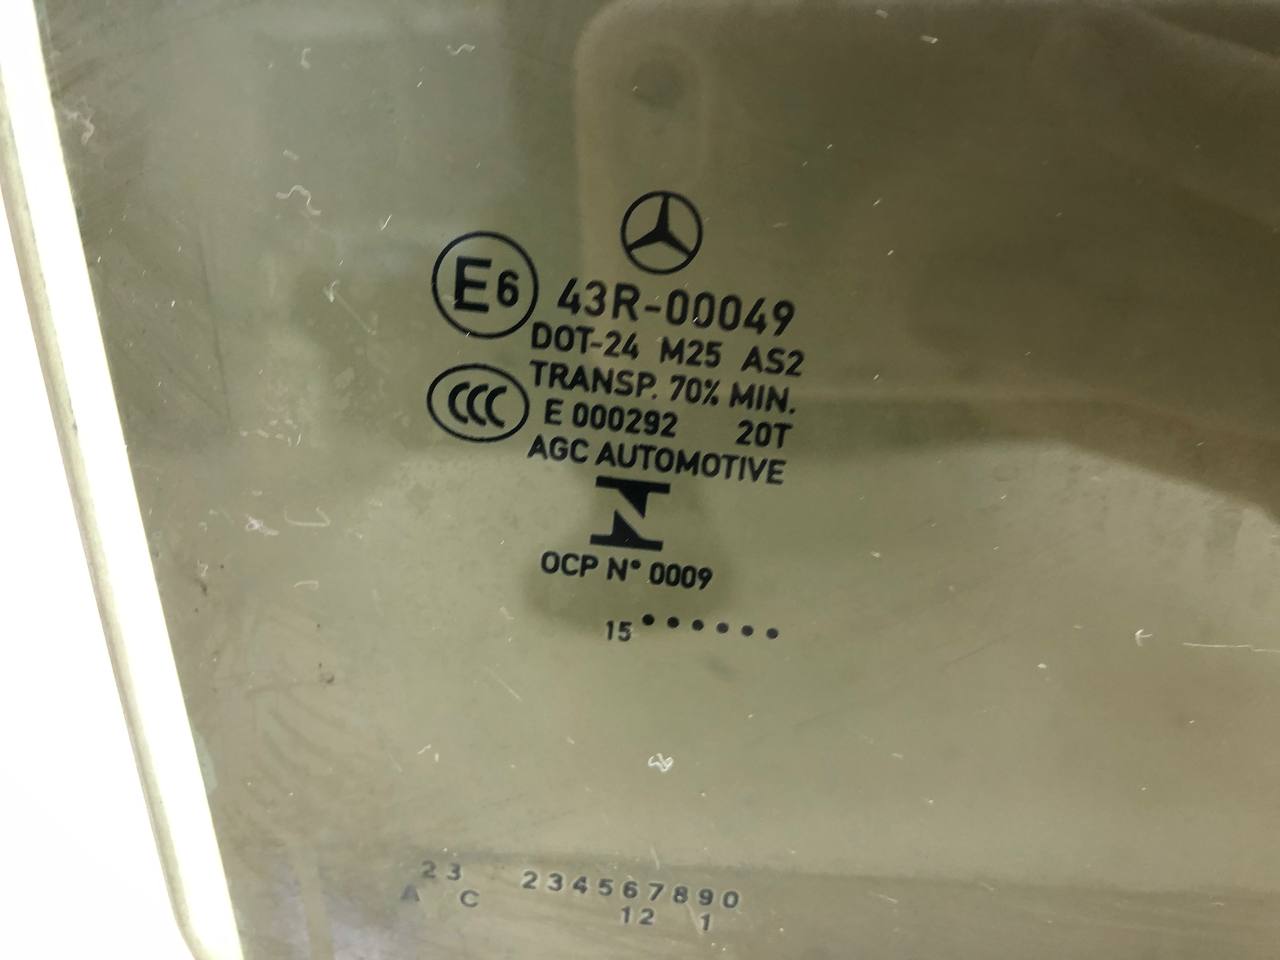 E6 43R-00049
DOT-24 M25 AS2
TRANSP. 70% MIN.
CCC
E 000292 20T
AGC AUTOMOTIVE
OCP N° 0009
15 ••••••
23 234567890
A C 12 1